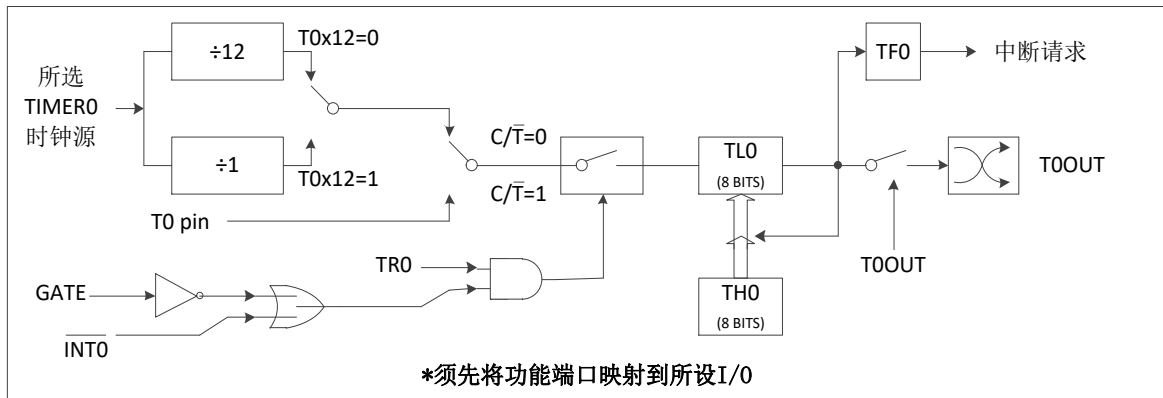 ÷12
T0x12=0
所选
TIMER0
时钟源
÷1
T0x12=1
C/T̅=0
C/T̅=1
T0 pin
TL0
(8 BITS)
TF0
中断请求
T0OUT
T0OUT
TR0
GATE
I̅N̅T̅0̅
TH0
(8 BITS)
*须先将功能端口映射到所设I/O